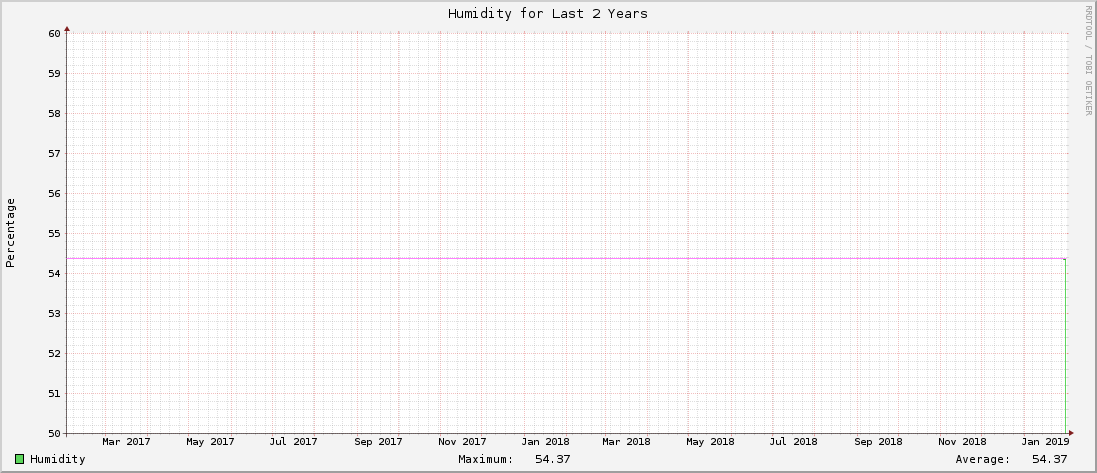 Humidity for Last 2 Years
RRDTOOL / TOBI OETIKER
Percentage
60
59
58
57
56
55
54
53
52
51
50
Mar 2017 May 2017 Jul 2017 Sep 2017 Nov 2017 Jan 2018 Mar 2018 May 2018 Jul 2018 Sep 2018 Nov 2018 Jan 2019
Humidity Maximum: 54.37 Average: 54.37